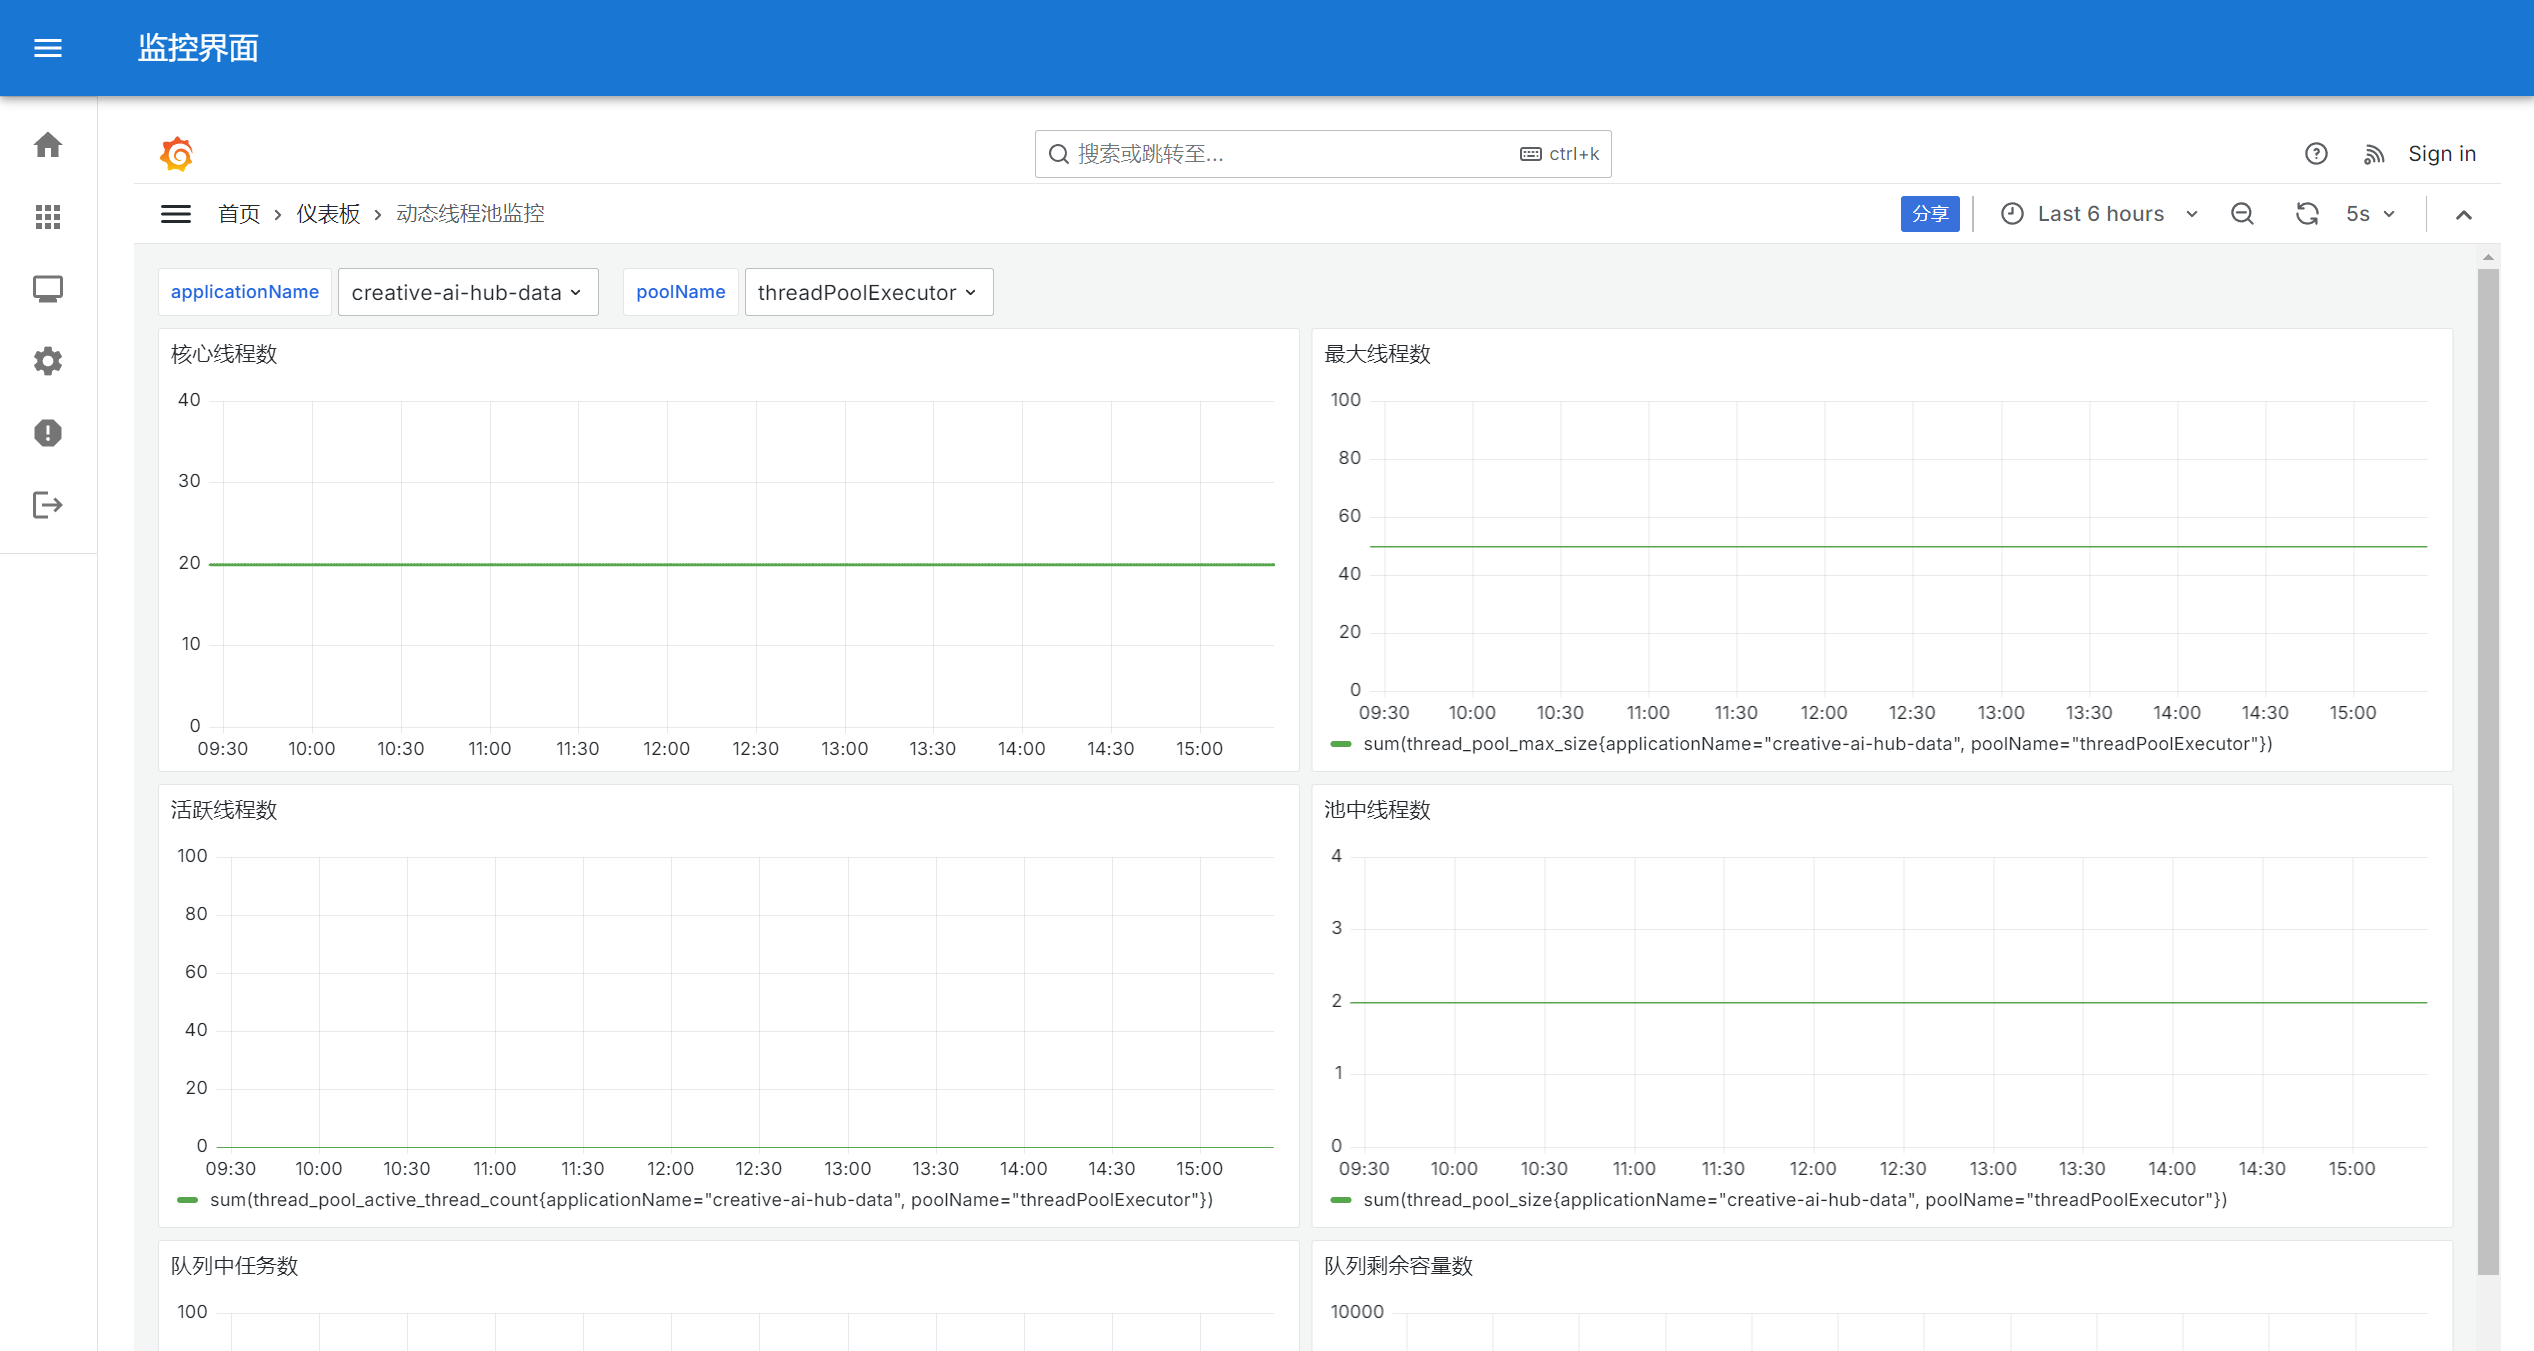 监控界面
搜索或跳转至...
ctrl+k
Sign in
首页 › 仪表板 › 动态线程池监控
分享
Last 6 hours
5s
applicationName
creative-ai-hub-data
poolName
threadPoolExecutor
核心线程数
40
30
20
10
0
09:30 10:00 10:30 11:00 11:30 12:00 12:30 13:00 13:30 14:00 14:30 15:00
最大线程数
100
80
60
40
20
0
09:30 10:00 10:30 11:00 11:30 12:00 12:30 13:00 13:30 14:00 14:30 15:00
sum(thread_pool_max_size{applicationName="creative-ai-hub-data", poolName="threadPoolExecutor"})
活跃线程数
100
80
60
40
20
0
09:30 10:00 10:30 11:00 11:30 12:00 12:30 13:00 13:30 14:00 14:30 15:00
sum(thread_pool_active_thread_count{applicationName="creative-ai-hub-data", poolName="threadPoolExecutor"})
池中线程数
4
3
2
1
0
09:30 10:00 10:30 11:00 11:30 12:00 12:30 13:00 13:30 14:00 14:30 15:00
sum(thread_pool_size{applicationName="creative-ai-hub-data", poolName="threadPoolExecutor"})
队列中任务数
100
队列剩余容量数
10000